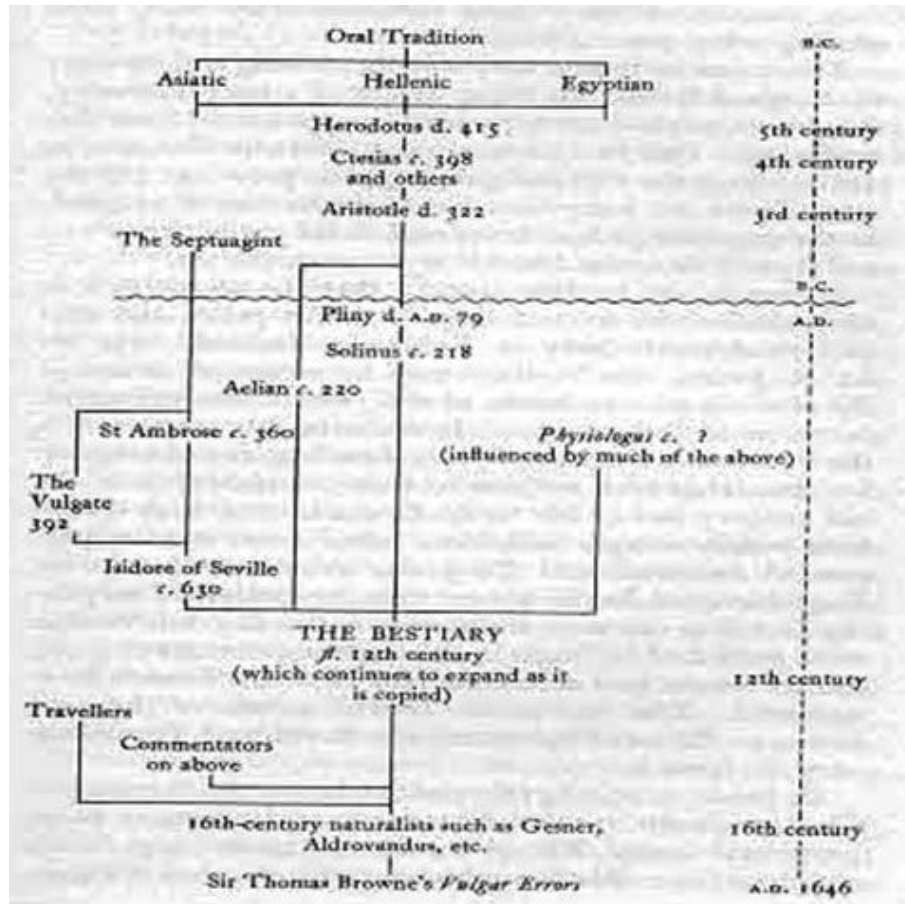 Oral Tradition
B.C.
Asiatic Hellenic Egyptian
Herodotus d. 415,
5th century
Ctesias c. 398
and others
4th century
Aristotle d. 322
3rd century
The Septuagint
B.C.
Pliny d. A.D. 79
A.D.
Solinus c. 218
Aelian c. 220
St Ambrose c. 360
Physiologus c. ?
(influenced by much of the above)
The
Vulgate
392
Isidore of Seville
c. 630
THE BESTIARY
fl. 12th century
(which continues to expand as it
is copied)
12th century
Travellers
Commentators
on above
16th-century naturalists such as Gesner,
Aldrovandus, etc.
16th century
Sir Thomas Browne's Vulgar Errors
A.D. 1646